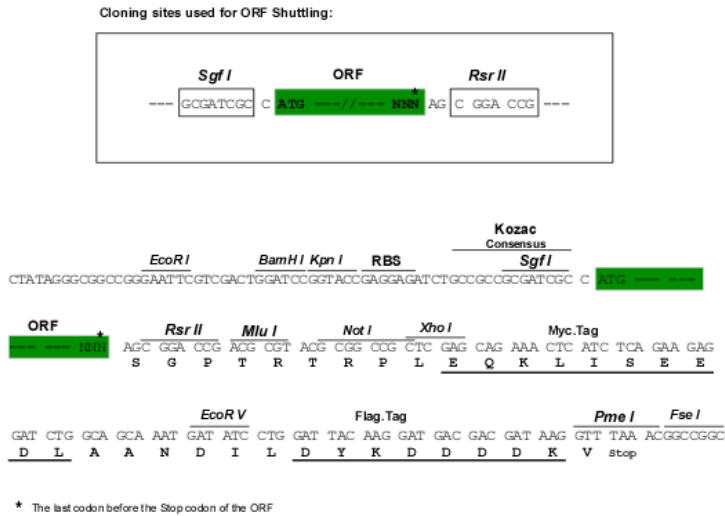 Cloning sites used for ORF Shuttling:
Sgf I ORF Rsr II
*
--- GCGATCGC C ATG ---//--- NNN AG C GGA CCG ---
Kozac
Consensus
EcoR I BamH I Kpn I RBS Sgf I
CTATAGGGCGGCCGGGAATTCGTCGACTGGATCCGGTACCGAGGAGATCTGCCGCCGCGATCGC C ATG --- ---
ORF * Rsr II Mlu I Not I Xho I Myc.Tag
--- --- NNN AGC GGA CCG ACG CGT ACG CGG CCG CTC GAG CAG AAA CTC ATC TCA GAA GAG
S G P T R T R P L E Q K L I S E E
EcoR V Flag.Tag Pme I Fse I
GAT CTG GCA GCA AAT GAT ATC CTG GAT TAC AAG GAT GAC GAC GAT AAG GTT TAA ACGGCCGGC
D L A A N D I L D Y K D D D D K V Stop
* The last codon before the Stop codon of the ORF